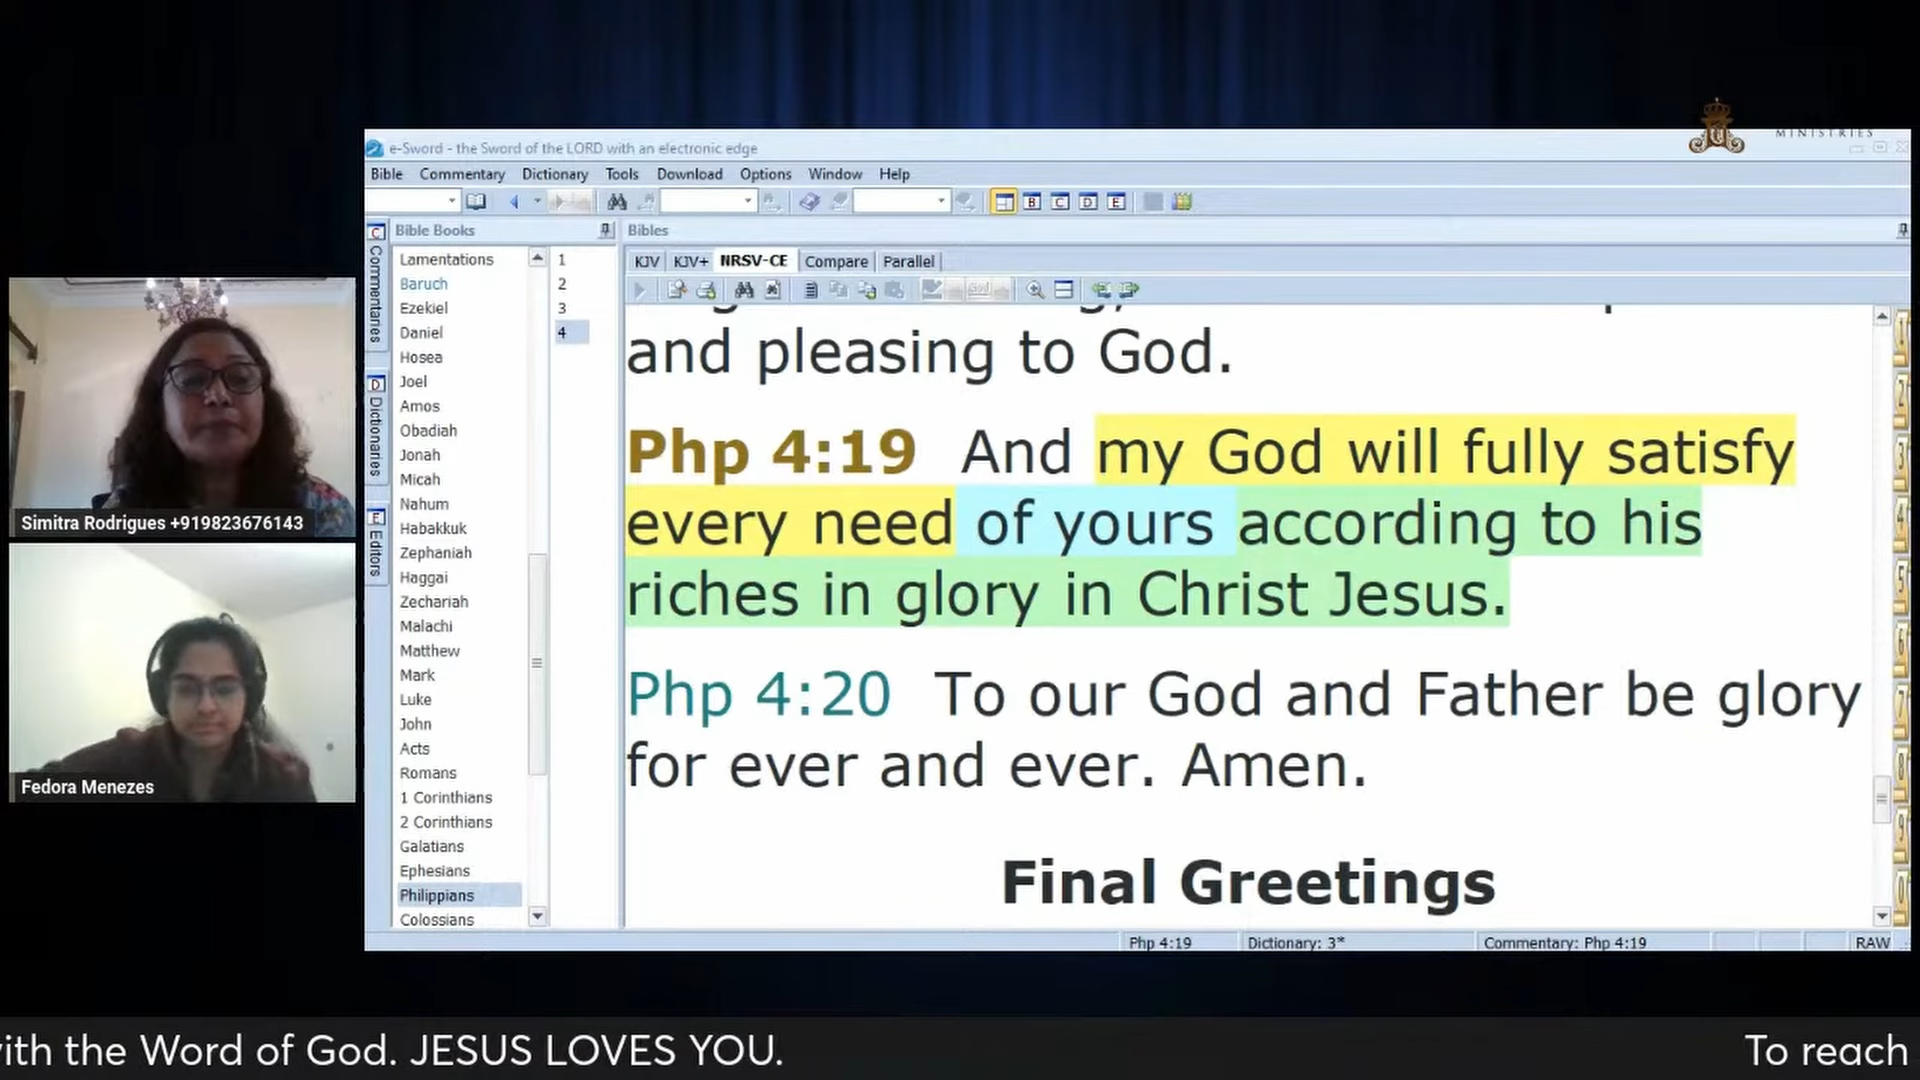 MINISTRIES
e-Sword - the Sword of the LORD with an electronic edge
Bible Commentary Dictionary Tools Download Options Window Help
B C D E
Bible Books
Bibles
C Commentaries
D Dictionaries
E Editors
Lamentations
Baruch
Ezekiel
Daniel
Hosea
Joel
Amos
Obadiah
Jonah
Micah
Nahum
Habakkuk
Zephaniah
Haggai
Zechariah
Malachi
Matthew
Mark
Luke
John
Acts
Romans
1 Corinthians
2 Corinthians
Galatians
Ephesians
Philippians
Colossians
1
2
3
4
KJV KJV+ NRSV-CE Compare Parallel
and pleasing to God.
Php 4:19 And my God will fully satisfy
every need of yours according to his
riches in glory in Christ Jesus.
Php 4:20 To our God and Father be glory
for ever and ever. Amen.
Final Greetings
Php 4:19 Dictionary: 3* Commentary: Php 4:19 RAW
Simitra Rodrigues +919823676143
Fedora Menezes
with the Word of God. JESUS LOVES YOU.
To reach